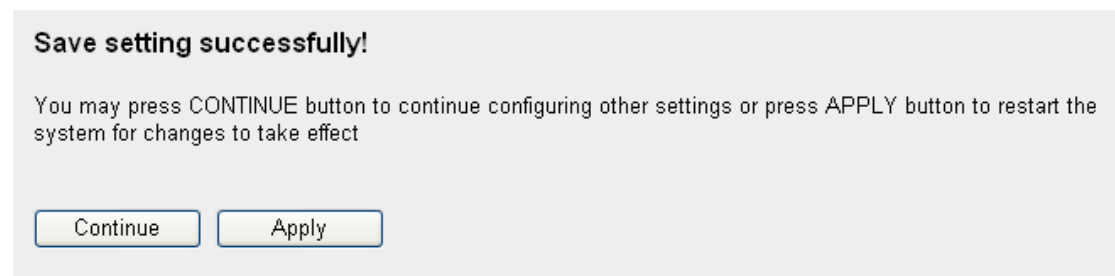 Save setting successfully!
You may press CONTINUE button to continue configuring other settings or press APPLY button to restart the
system for changes to take effect
Continue
Apply